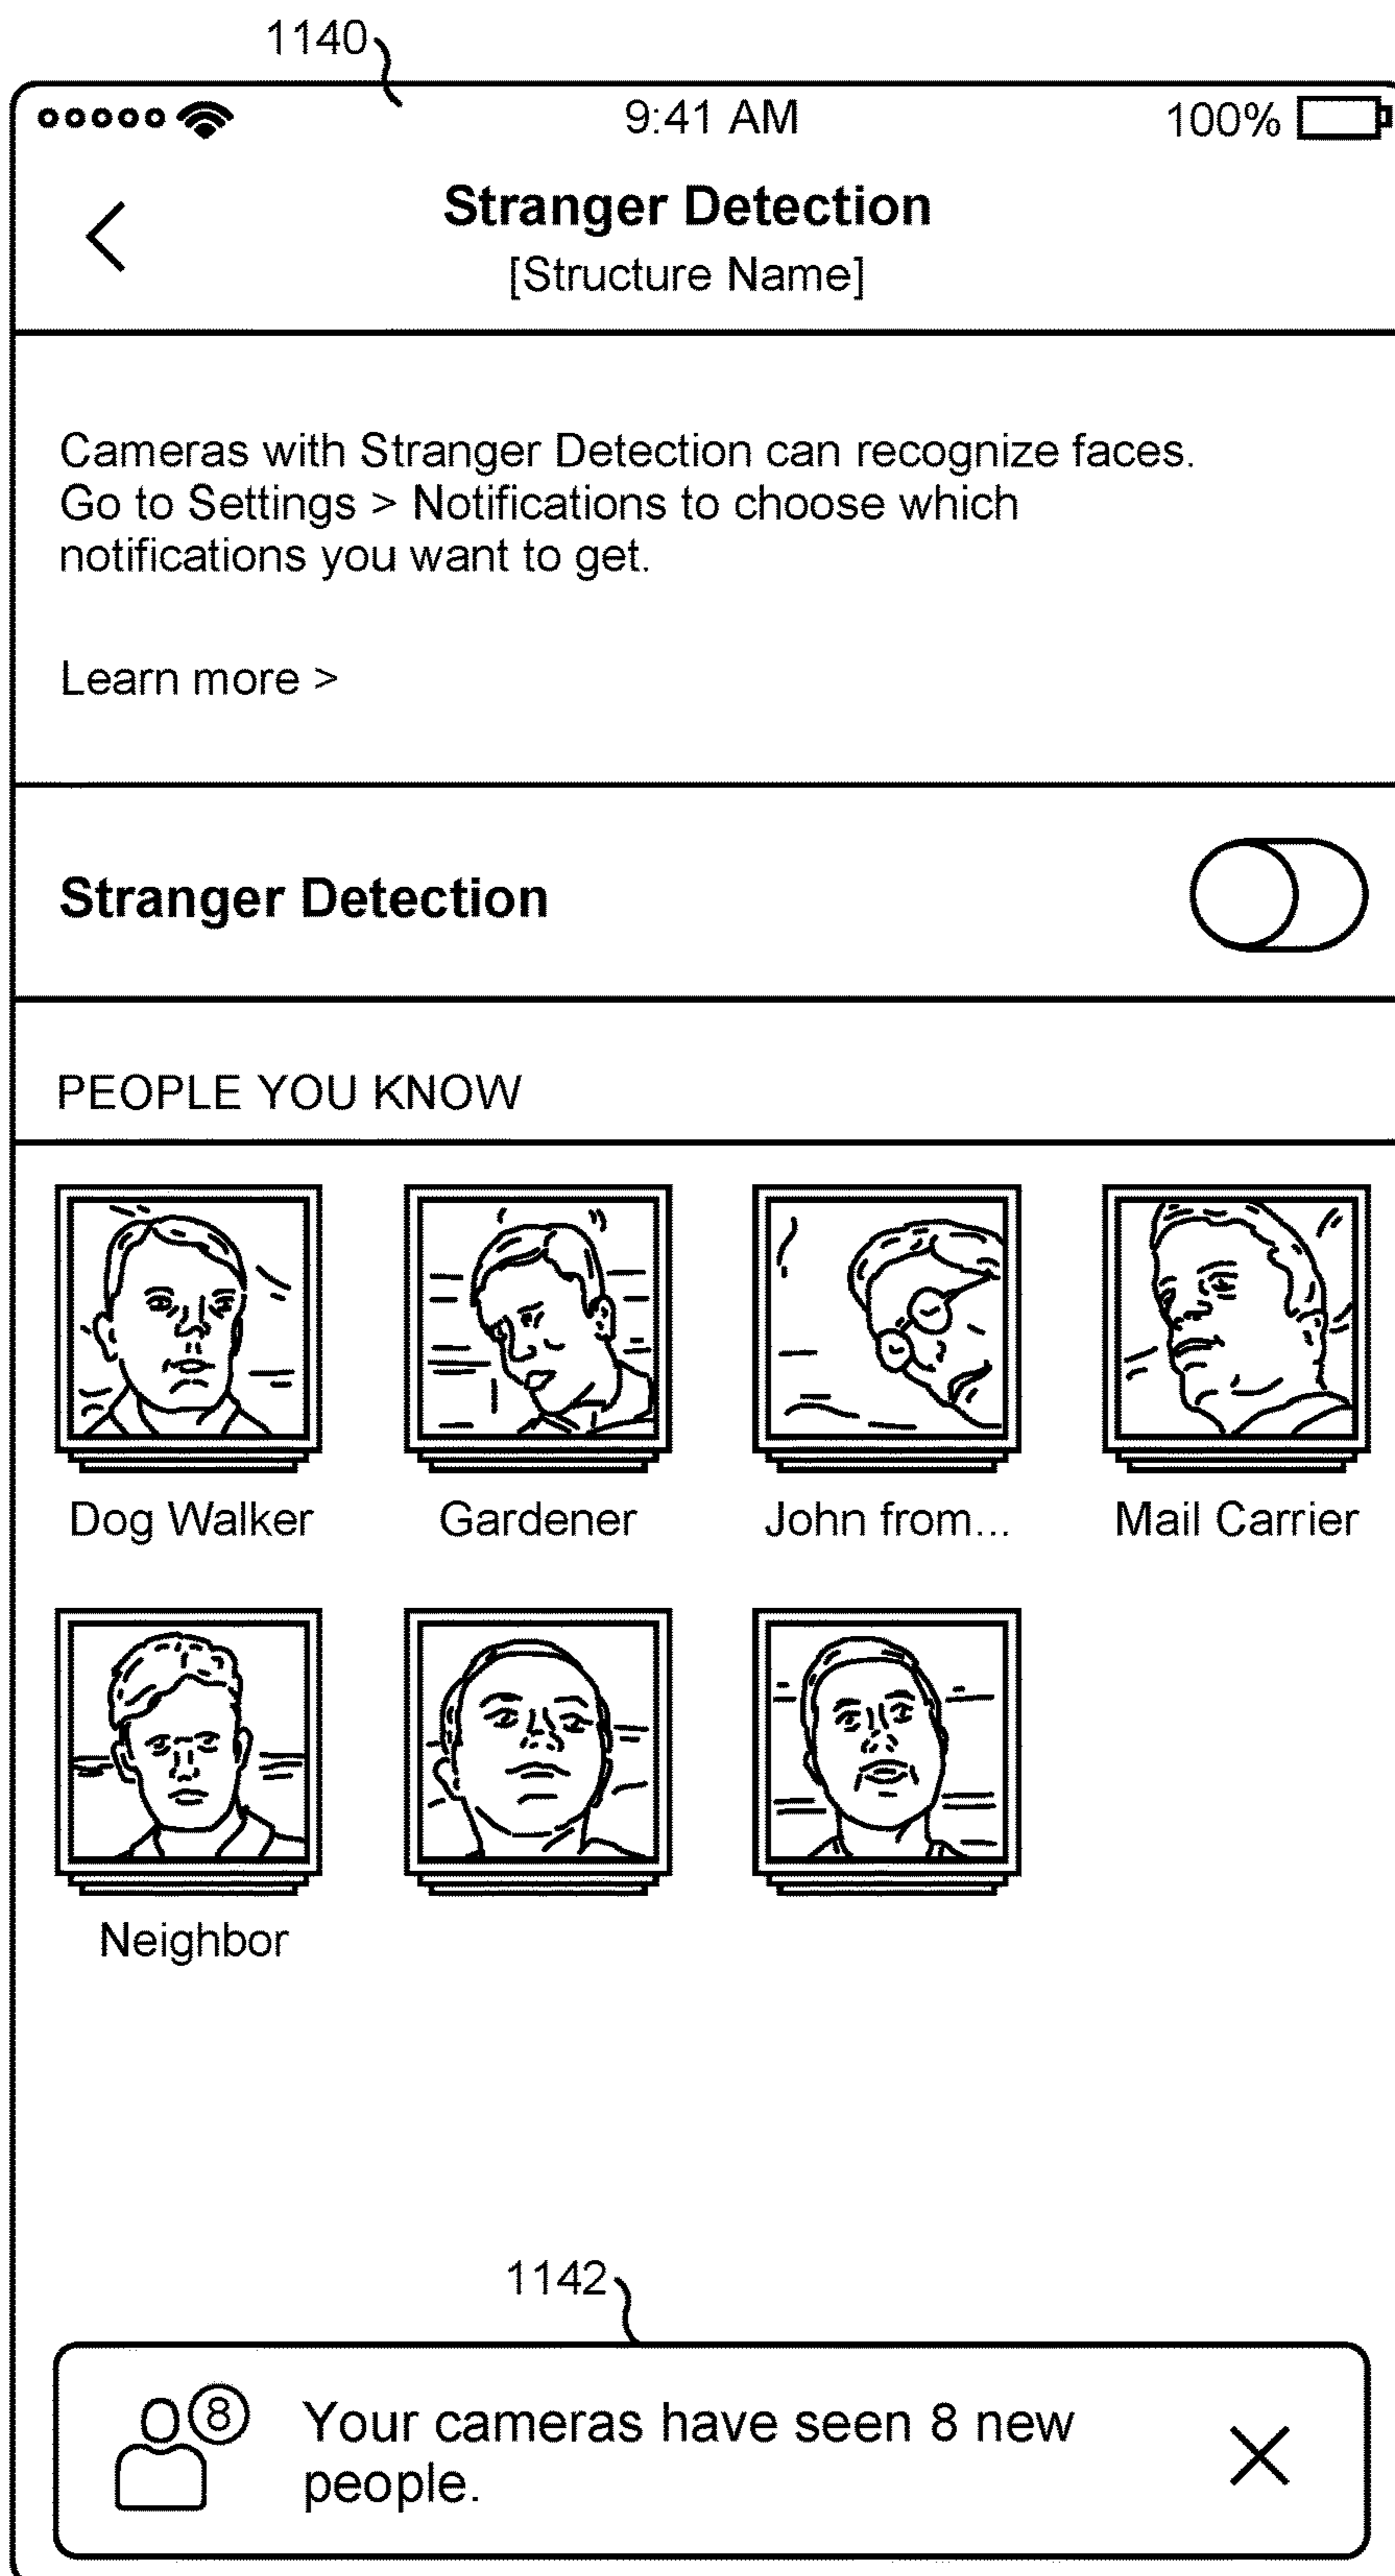 1140
9:41 AM
100%
Stranger Detection
[Structure Name]
Cameras with Stranger Detection can recognize faces.
Go to Settings > Notifications to choose which
notifications you want to get.
Learn more >
Stranger Detection
PEOPLE YOU KNOW
Dog Walker
Gardener
John from...
Mail Carrier
Neighbor
1142
8
Your cameras have seen 8 new
people.